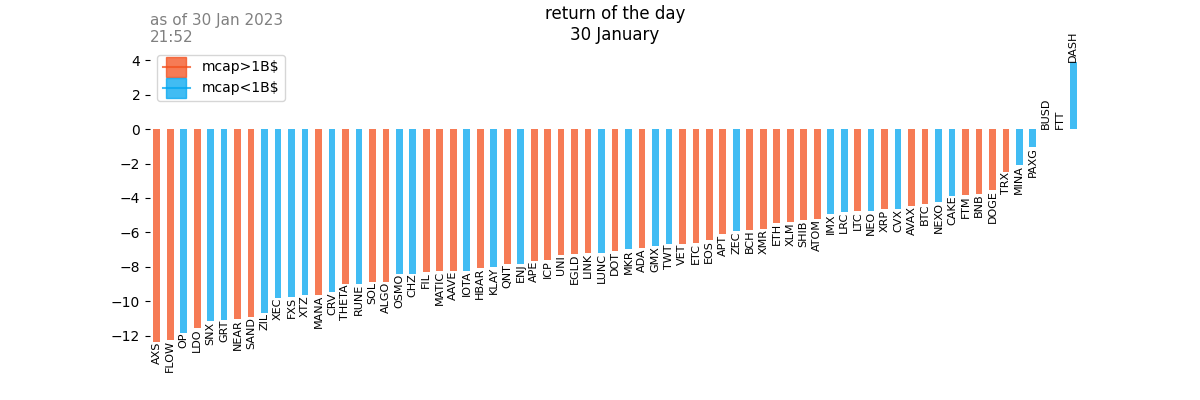 as of 30 Jan 2023
21:52
return of the day
30 January
mcap>1B$
mcap<1B$
4
2
0
−2
−4
−6
−8
−10
−12
AXS
FLOW
OP
LDO
SNX
GRT
NEAR
SAND
ZIL
XEC
FXS
XTZ
MANA
CRV
THETA
RUNE
SOL
ALGO
OSMO
CHZ
FIL
MATIC
AAVE
IOTA
HBAR
KLAY
QNT
ENJ
APE
ICP
UNI
EGLD
LINK
LUNC
DOT
MKR
ADA
GMX
TWT
VET
ETC
EOS
APT
ZEC
BCH
XMR
ETH
XLM
SHIB
ATOM
IMX
LRC
LTC
NEO
XRP
CVX
AVAX
BTC
NEXO
CAKE
FTM
BNB
DOGE
TRX
MINA
PAXG
BUSD
FTT
DASH